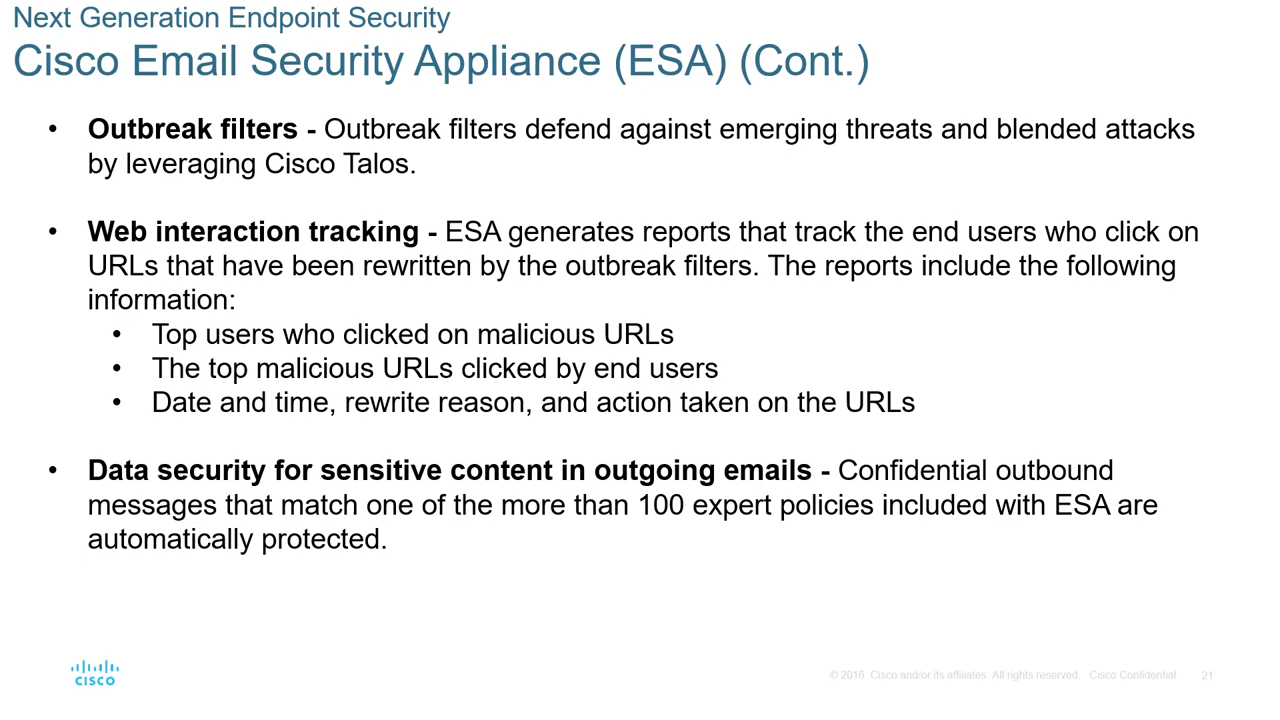 Next Generation Endpoint Security
Cisco Email Security Appliance (ESA) (Cont.)
• Outbreak filters - Outbreak filters defend against emerging threats and blended attacks
by leveraging Cisco Talos.
• Web interaction tracking - ESA generates reports that track the end users who click on
URLs that have been rewritten by the outbreak filters. The reports include the following
information:
• Top users who clicked on malicious URLs
• The top malicious URLs clicked by end users
• Date and time, rewrite reason, and action taken on the URLs
• Data security for sensitive content in outgoing emails - Confidential outbound
messages that match one of the more than 100 expert policies included with ESA are
automatically protected.
CISCO
© 2016 Cisco and/or its affiliates. All rights reserved. Cisco Confidential 21